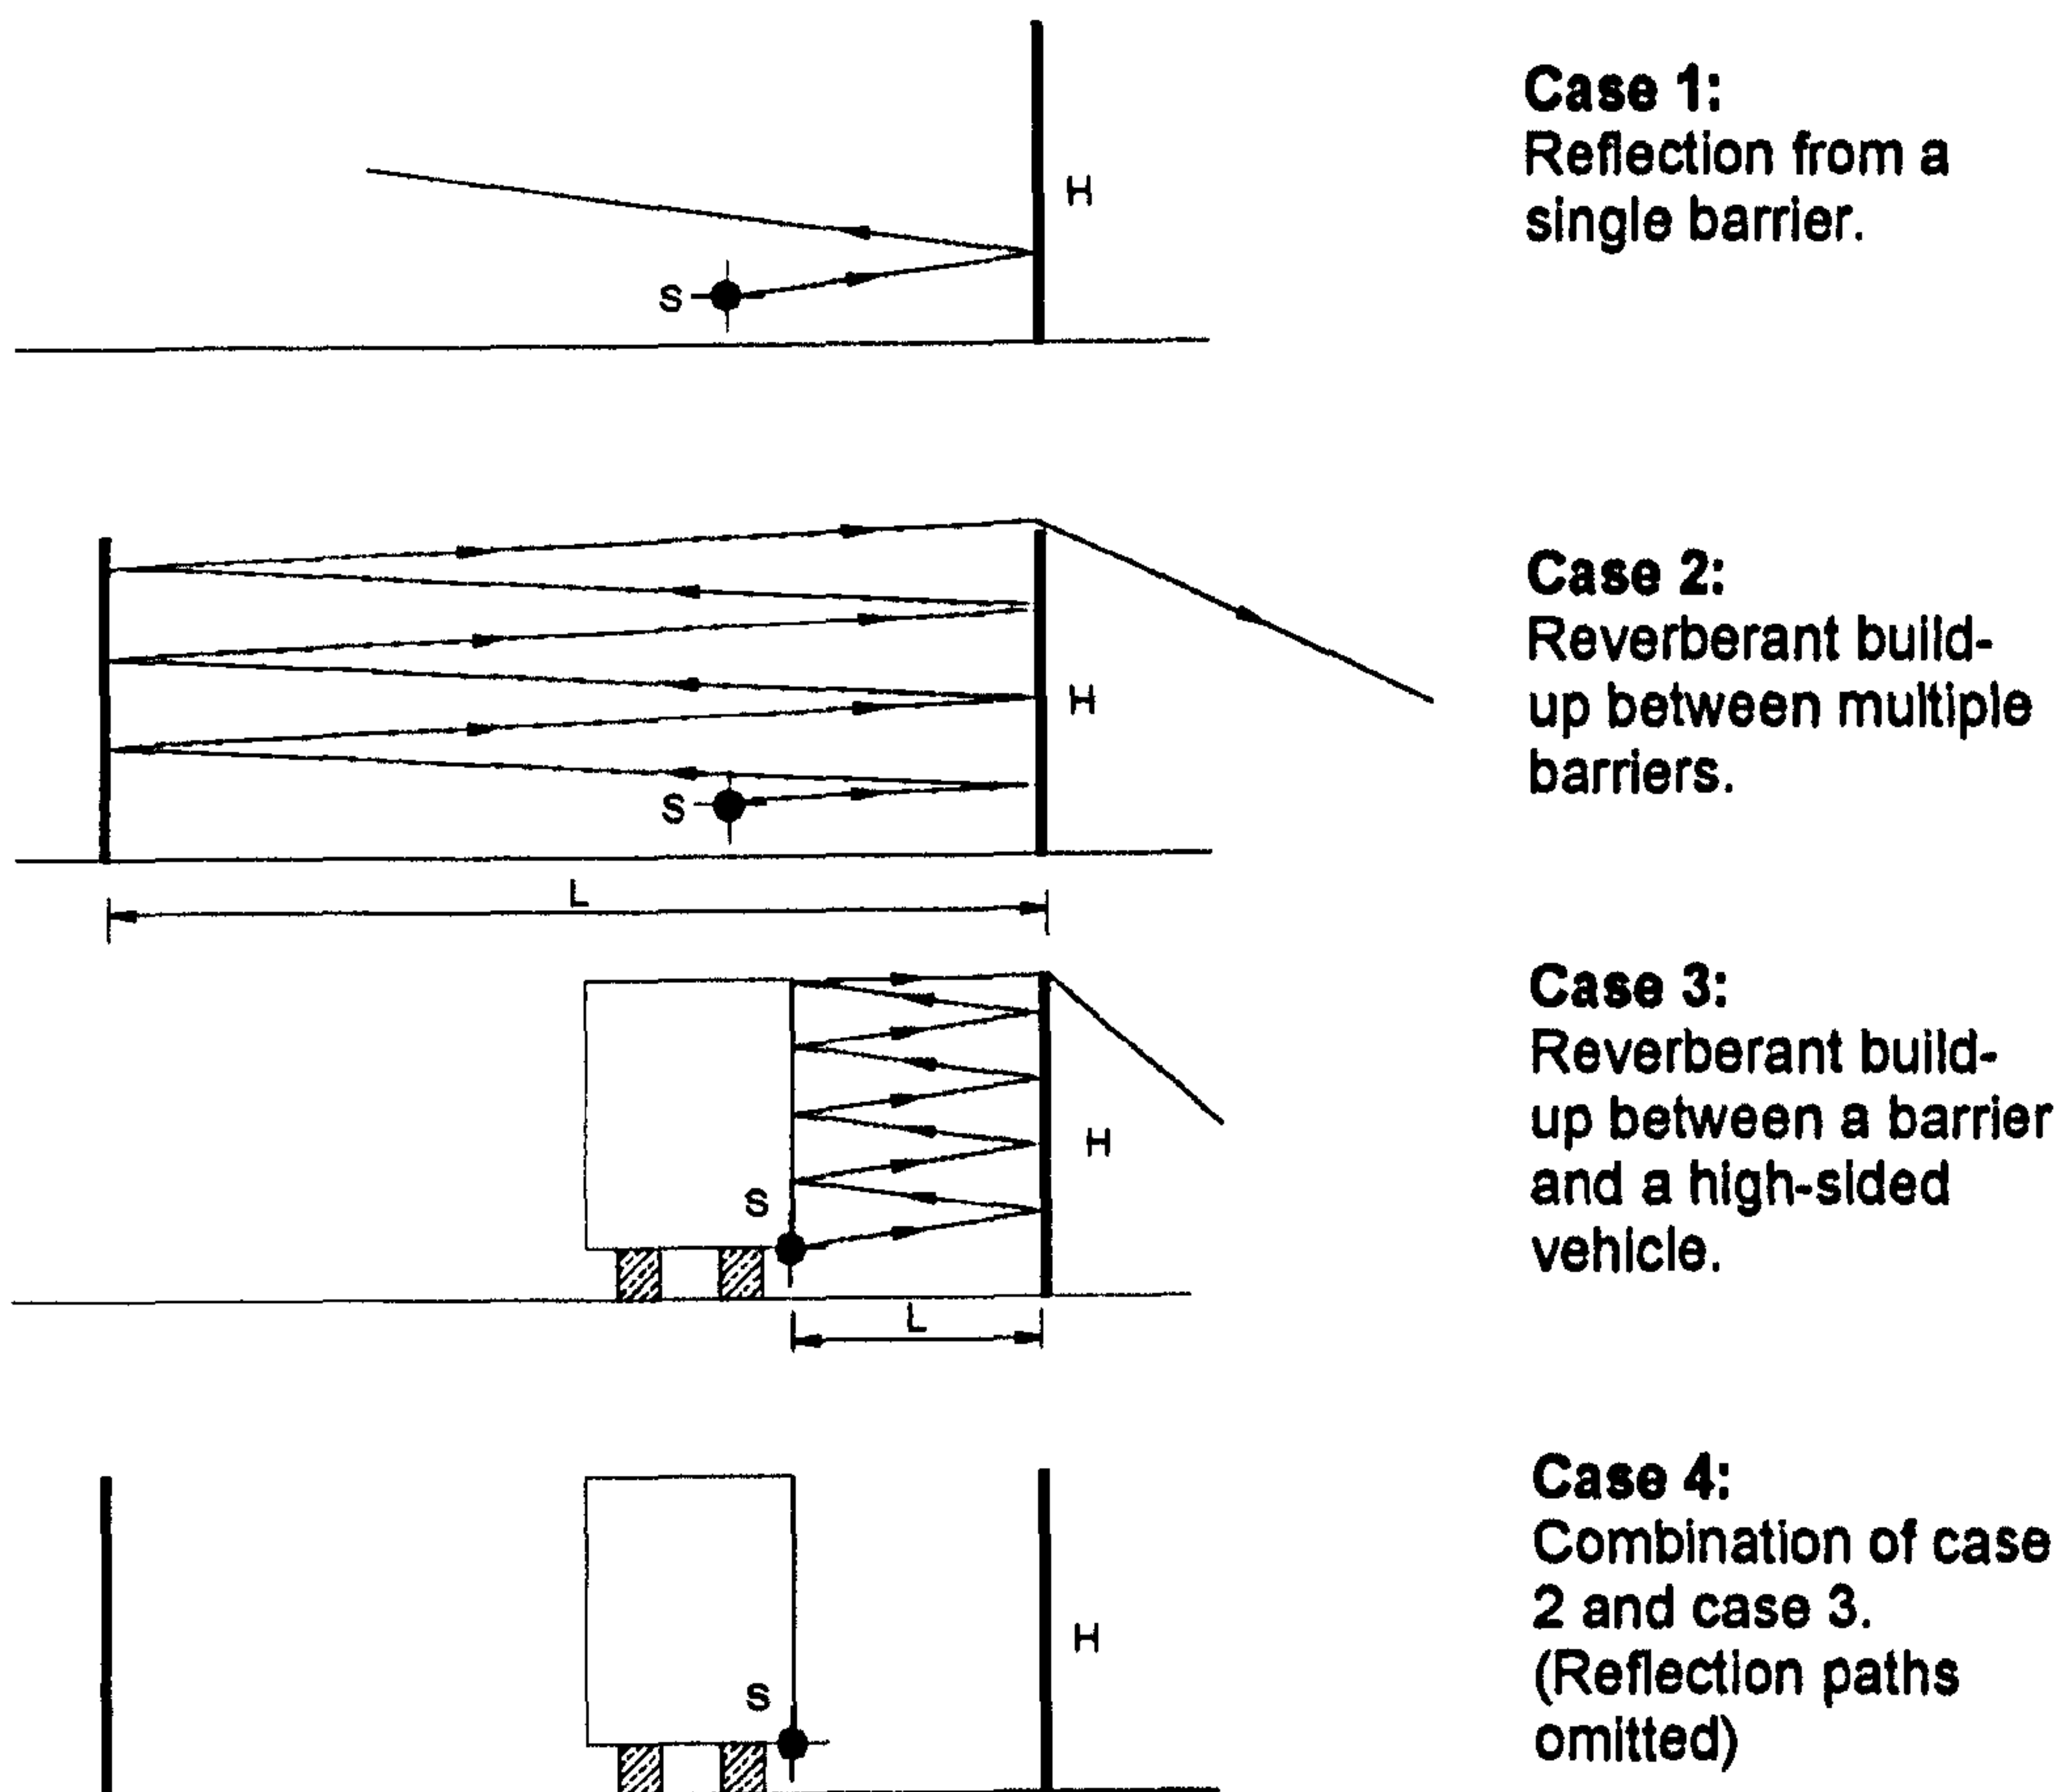 Case 1:
Reflection from a
single barrier.
H
S
Case 2:
Reverberant build-
up between multiple
barriers.
H
S
L
Case 3:
Reverberant build-
up between a barrier
and a high-sided
vehicle.
H
S
L
Case 4:
Combination of case
2 and case 3.
(Reflection paths
omitted)
H
S